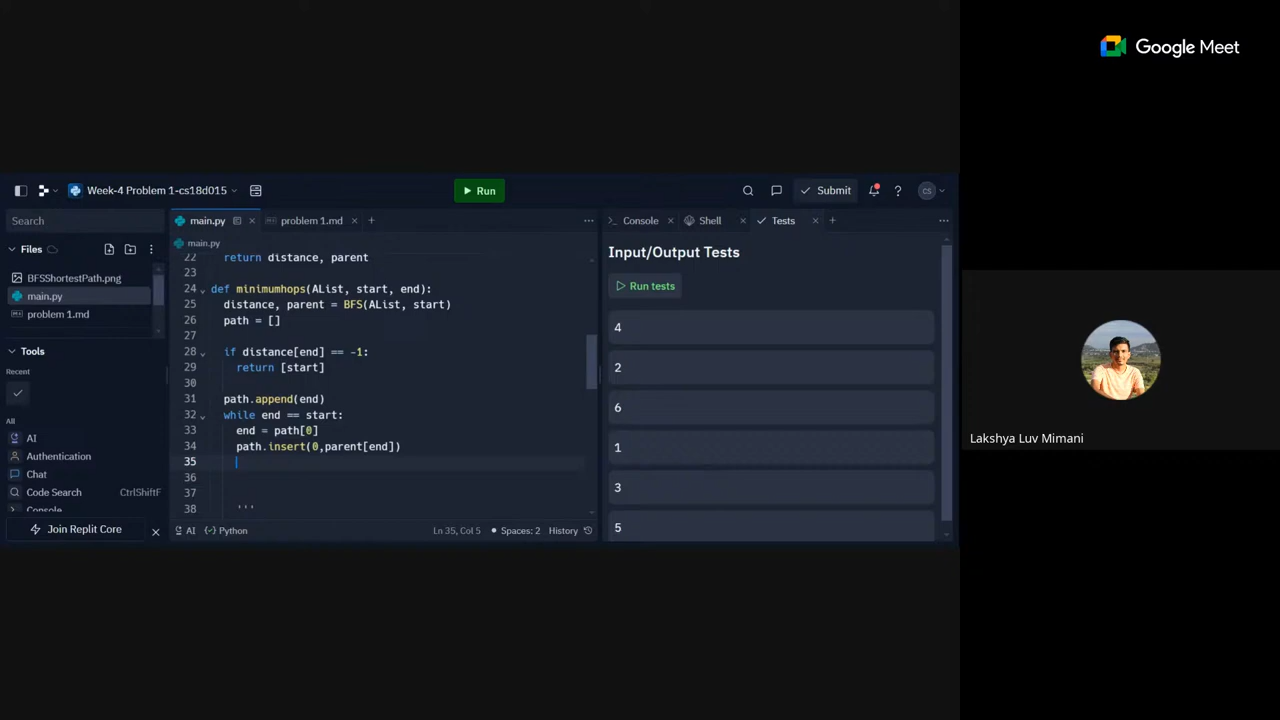 Google Meet
Week-4 Problem 1-cs18d015
Run
Submit
CS
Search
main.py
problem 1.md
Console
Shell
Tests
Files
main.py
BFSShortestPath.png
main.py
problem 1.md
Tools
Recent
All
AI
Authentication
Chat
Code Search CtrlShiftF
Console
Join Replit Core
22 return distance, parent
23
24 def minimumhops(AList, start, end):
25 distance, parent = BFS(AList, start)
26 path = []
27
28 if distance[end] == -1:
29 return [start]
30
31 path.append(end)
32 while end == start:
33 end = path[0]
34 path.insert(0,parent[end])
35
36
37
38 '''
AI Python Ln 35, Col 5 Spaces: 2 History
Input/Output Tests
Run tests
4
2
6
1
3
5
Lakshya Luv Mimani